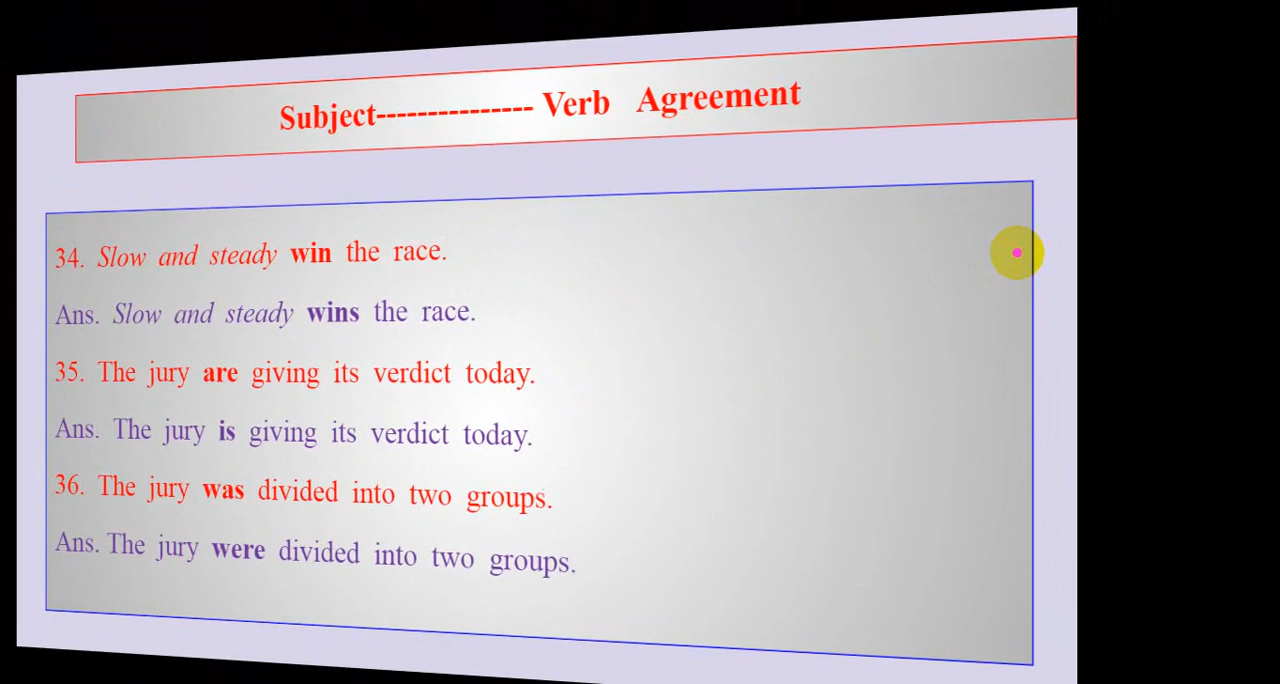 Subject--------------- Verb Agreement
34. Slow and steady win the race.
Ans. Slow and steady wins the race.
35. The jury are giving its verdict today.
Ans. The jury is giving its verdict today.
36. The jury was divided into two groups.
Ans. The jury were divided into two groups.